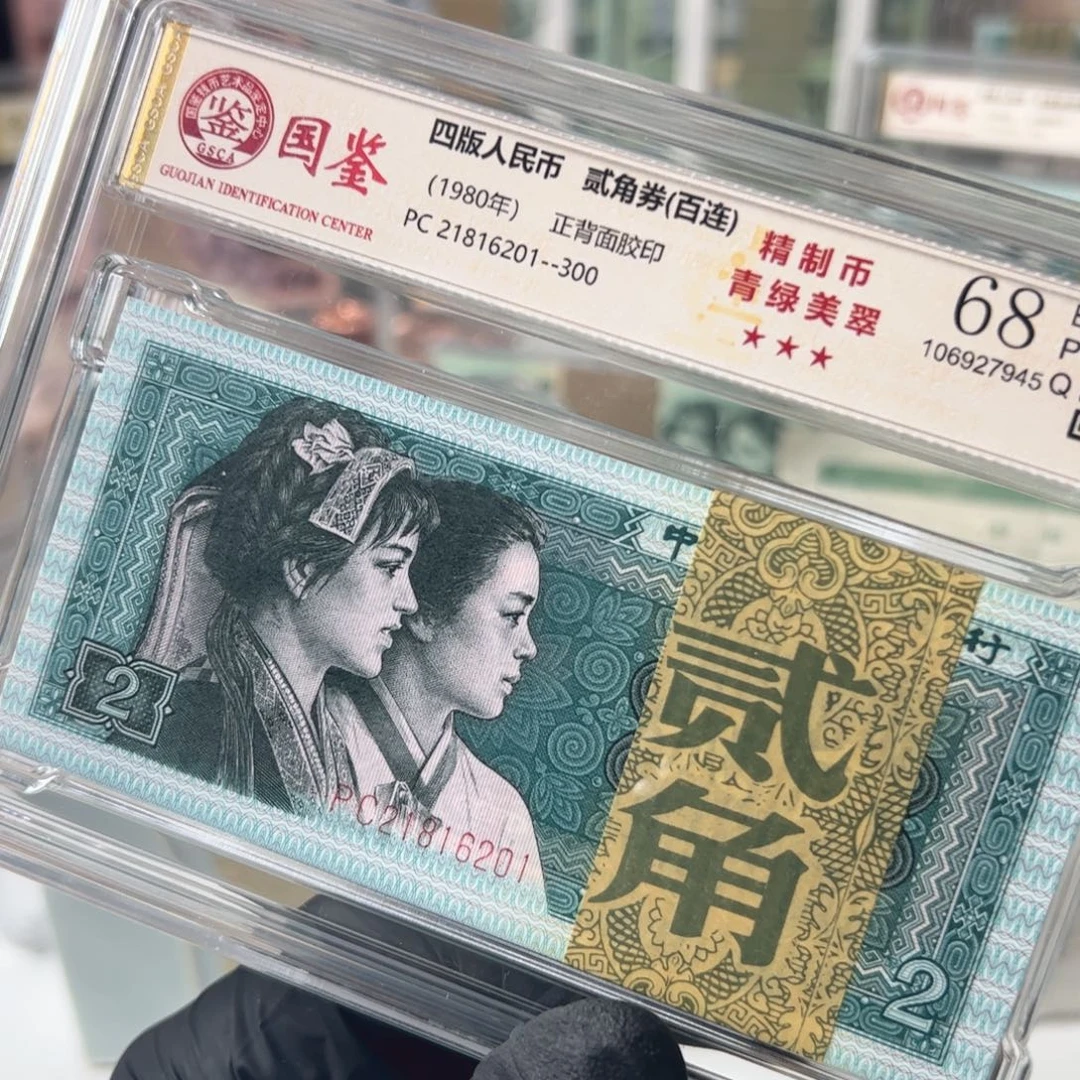 国鉴
GSCA
GUOJIAN IDENTIFICATION CENTER
四版人民币 贰角券(百连)
(1980年) 正背面胶印
PC 21816201--300
精制币
青绿美翠
★★★
68
106927945 Q
中
行
贰角
2
PC21816201
2